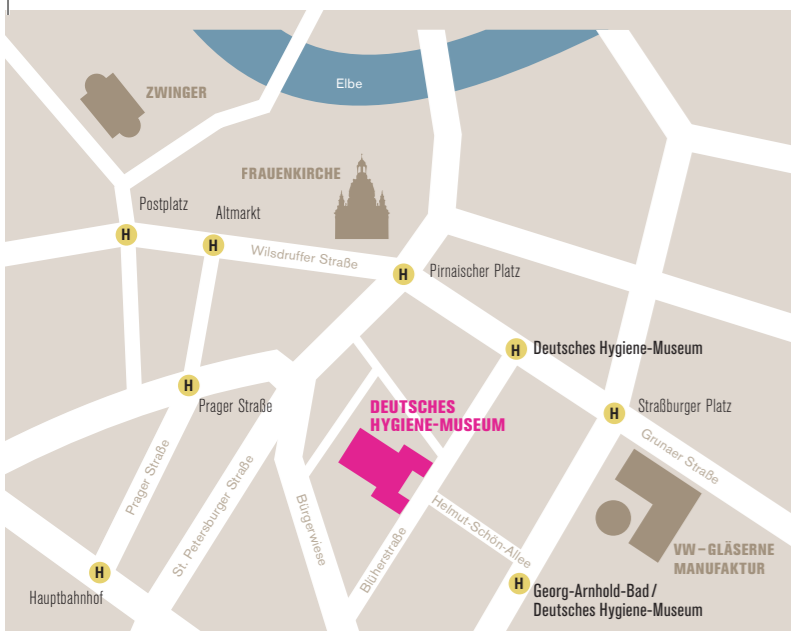 Elbe
ZWINGER
FRAUENKIRCHE
Postplatz
Altmarkt
H
H
Wilsdruffer Straße
H
Pirnaischer Platz
H
Deutsches Hygiene-Museum
H
Prager Straße
DEUTSCHES
HYGIENE-MUSEUM
H
Straßburger Platz
Grunaer Straße
Prager Straße
St. Petersburger Straße
Bürgerwiese
Blüherstraße
Helmut-Schön-Allee
VW–GLÄSERNE
MANUFAKTUR
H
Hauptbahnhof
H
Georg-Arnhold-Bad /
Deutsches Hygiene-Museum